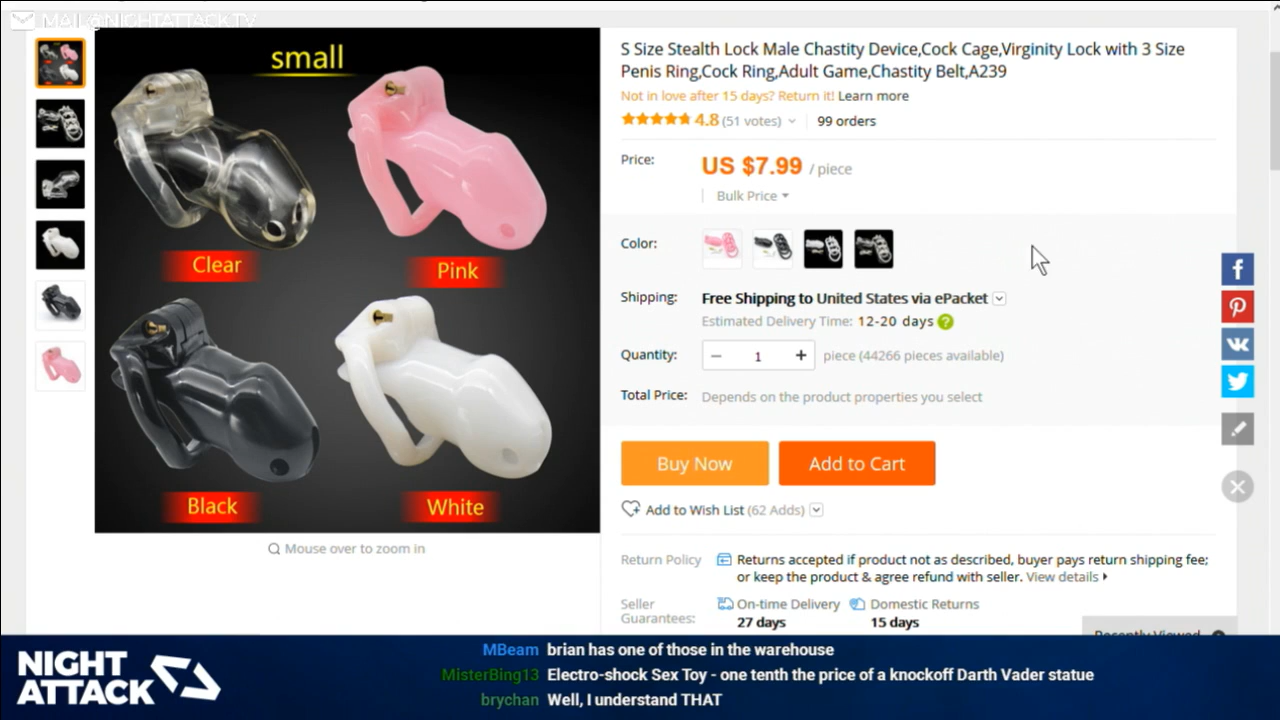 MAIL@NIGHTATTACK.TV
small
Clear
Pink
Black
White
Mouse over to zoom in
S Size Stealth Lock Male Chastity Device,Cock Cage,Virginity Lock with 3 Size
Penis Ring,Cock Ring,Adult Game,Chastity Belt,A239
Not in love after 15 days? Return it! Learn more
4.8 (51 votes) 99 orders
Price: US $7.99 / piece
Bulk Price
Color:
Shipping: Free Shipping to United States via ePacket
Estimated Delivery Time: 12-20 days ?
Quantity: − 1 + piece (44266 pieces available)
Total Price: Depends on the product properties you select
Buy Now Add to Cart
Add to Wish List (62 Adds)
Return Policy Returns accepted if product not as described, buyer pays return shipping fee;
or keep the product & agree refund with seller. View details
Seller On-time Delivery Domestic Returns
Guarantees: 27 days 15 days
Recently Viewed
NIGHT
ATTACK
MBeam brian has one of those in the warehouse
MisterBing13 Electro-shock Sex Toy - one tenth the price of a knockoff Darth Vader statue
brychan Well, I understand THAT